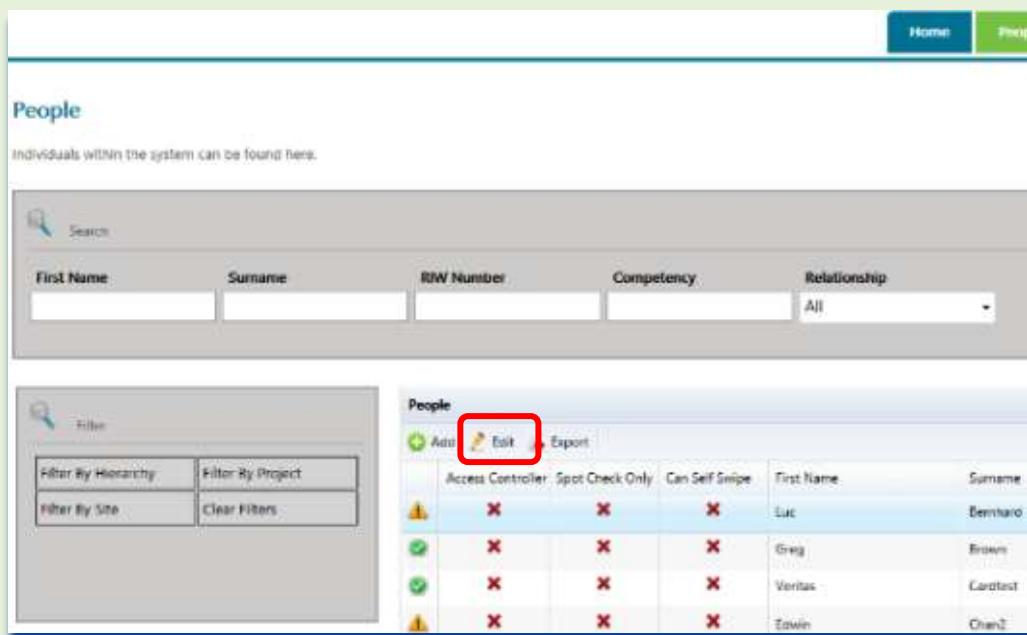 Home
People
Individuals within the system can be found here.
Search
First Name Surname RIW Number Competency Relationship
All
Filter
Filter By Hierarchy Filter By Project
Filter By Site Clear Filters
People
Add Edit Export
Access Controller Spot Check Only Can Self Swipe First Name Surname
Luc
Greg Brown
Veritas Cardtest
Edwin Chan2